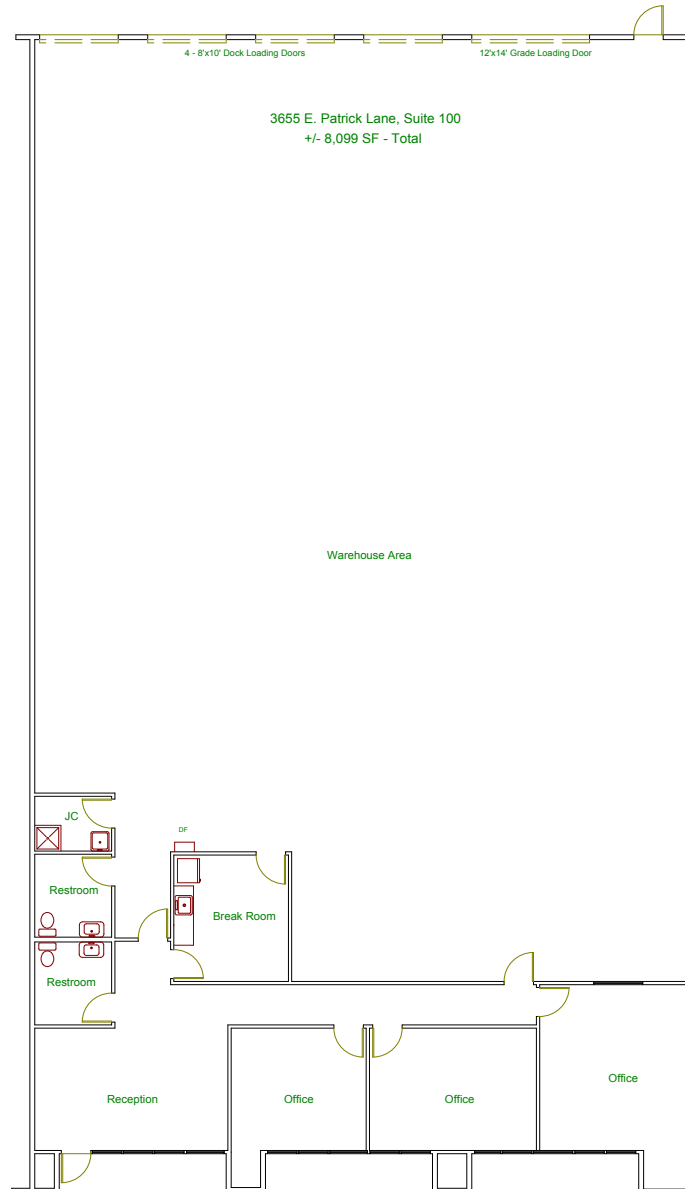 4 - 8'x10' Dock Loading Doors
12'x14' Grade Loading Door
3655 E. Patrick Lane, Suite 100
+/- 8,099 SF - Total
Warehouse Area
JC
DF
Restroom
Break Room
Restroom
Reception
Office
Office
Office